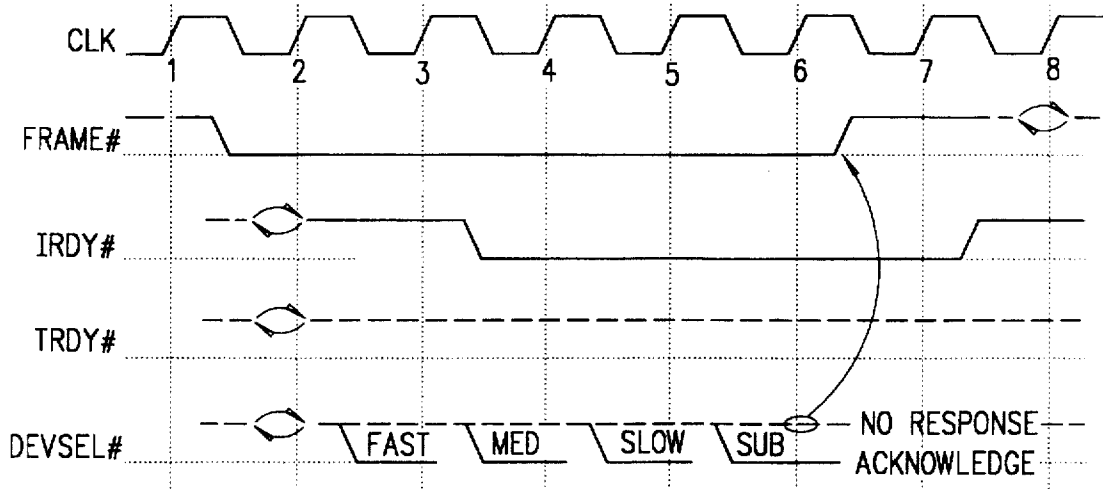 CLK
1 2 3 4 5 6 7 8
FRAME#
IRDY#
TRDY#
DEVSEL#
FAST MED SLOW SUB
NO RESPONSE
ACKNOWLEDGE